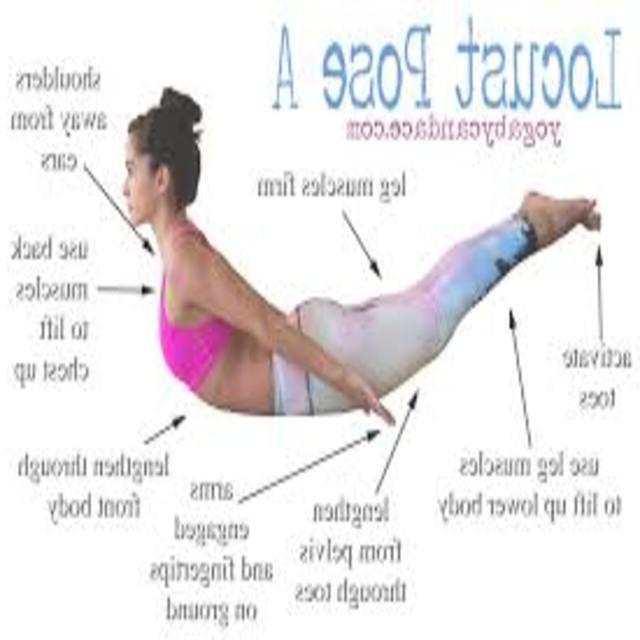 Locust Pose A
yogabycandace.com
shoulders
away from
ears
leg muscles firm
use back
muscles
to lift
chest up
activate
toes
use leg muscles
to lift up lower body
lengthen through
front body
arms
engaged
and fingertips
on ground
lengthen
from pelvis
through toes